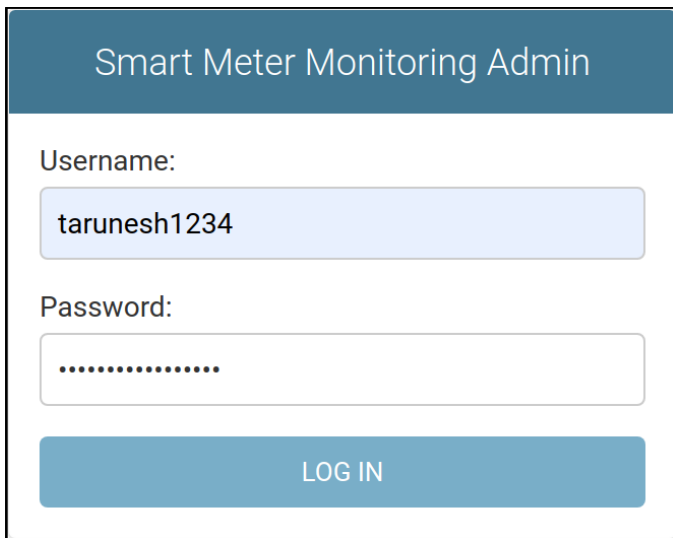 Smart Meter Monitoring Admin
Username:
tarunesh1234
Password:
•••••••••••••••••
LOG IN